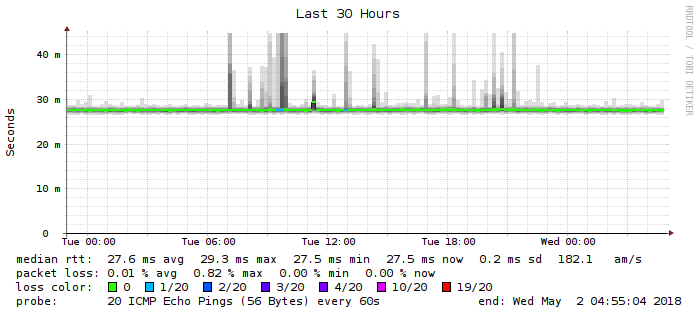 Last 30 Hours
RRDTOOL / TOBI OETIKER
Seconds
40 m
30 m
20 m
10 m
0
Tue 00:00 Tue 06:00 Tue 12:00 Tue 18:00 Wed 00:00
median rtt: 27.6 ms avg 29.3 ms max 27.5 ms min 27.5 ms now 0.2 ms sd 182.1 am/s
packet loss: 0.01 % avg 0.82 % max 0.00 % min 0.00 % now
loss color: 0 1/20 2/20 3/20 4/20 10/20 19/20
probe: 20 ICMP Echo Pings (56 Bytes) every 60s end: Wed May 2 04:55:04 2018